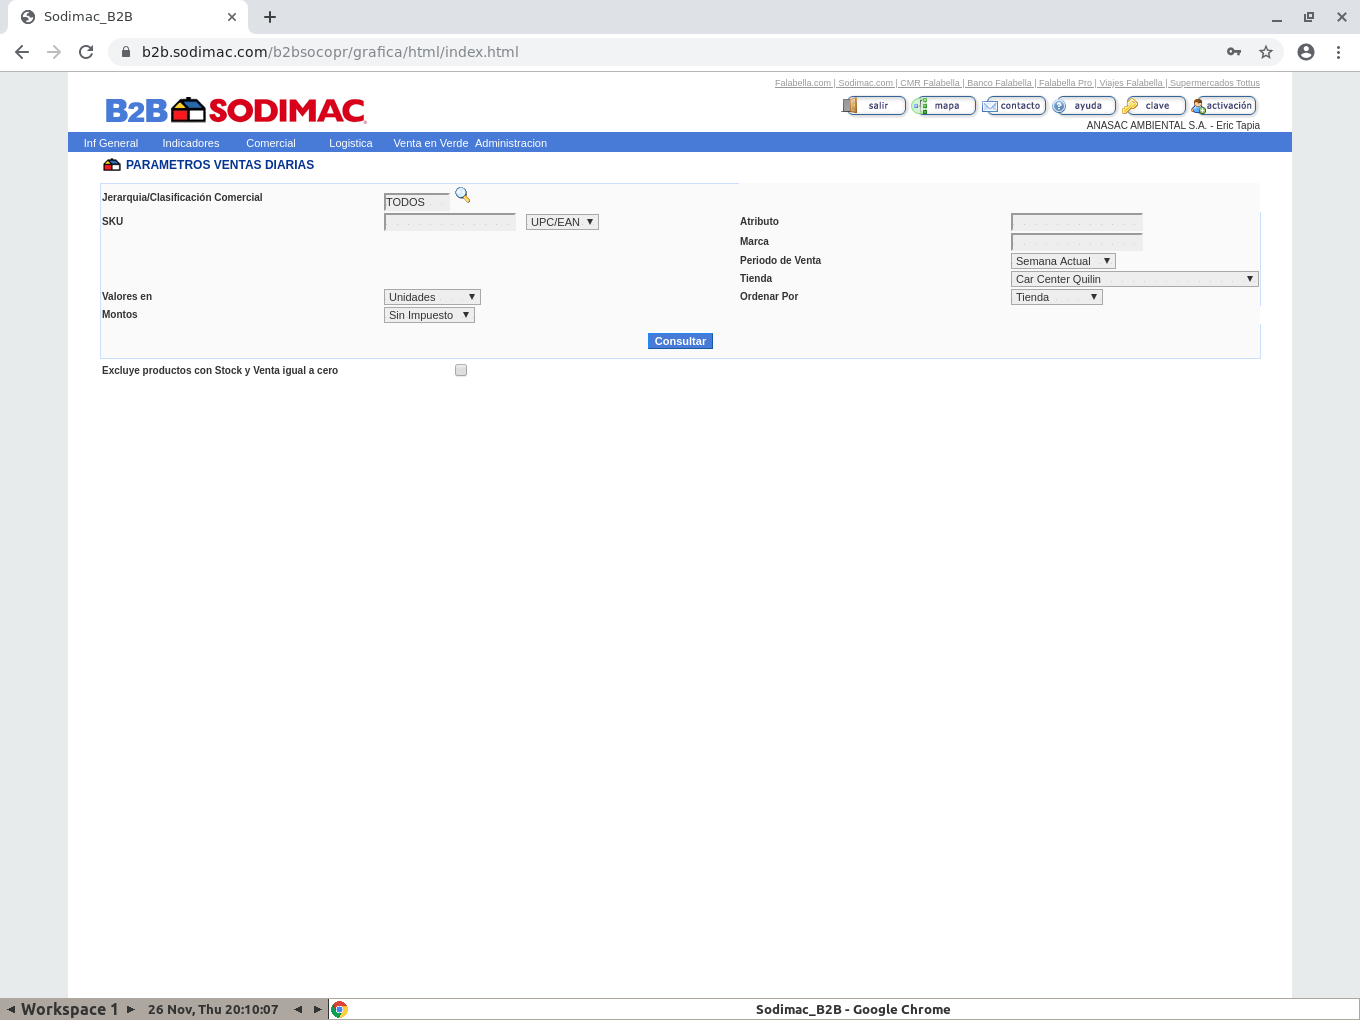 Sodimac_B2B
b2b.sodimac.com/b2bsocopr/grafica/html/index.html
Falabella.com | Sodimac.com | CMR Falabella | Banco Falabella | Falabella Pro | Viajes Falabella | Supermercados Tottus
B2B SODIMAC
salir mapa contacto ayuda clave activación
ANASAC AMBIENTAL S.A. - Eric Tapia
Inf General Indicadores Comercial Logistica Venta en Verde Administracion
PARAMETROS VENTAS DIARIAS
Jerarquia/Clasificación Comercial TODOS
SKU UPC/EAN Atributo
Marca
Periodo de Venta Semana Actual
Tienda Car Center Quilin
Valores en Unidades Ordenar Por Tienda
Montos Sin Impuesto
Consultar
Excluye productos con Stock y Venta igual a cero
Workspace 1 26 Nov, Thu 20:10:07 Sodimac_B2B - Google Chrome